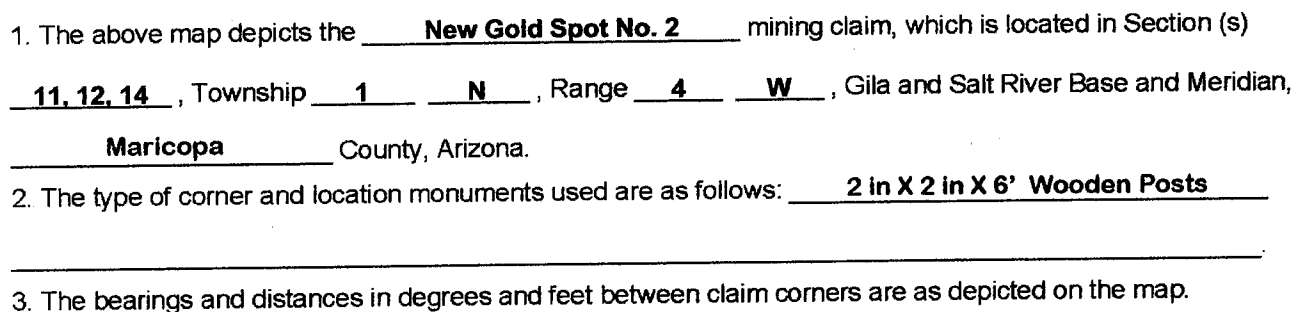 1. The above map depicts the New Gold Spot No. 2 mining claim, which is located in Section (s)
11, 12, 14, Township 1 N, Range 4 W, Gila and Salt River Base and Meridian,
Maricopa County, Arizona.
2. The type of corner and location monuments used are as follows: 2 in X 2 in X 6' Wooden Posts
.
3. The bearings and distances in degrees and feet between claim corners are as depicted on the map.